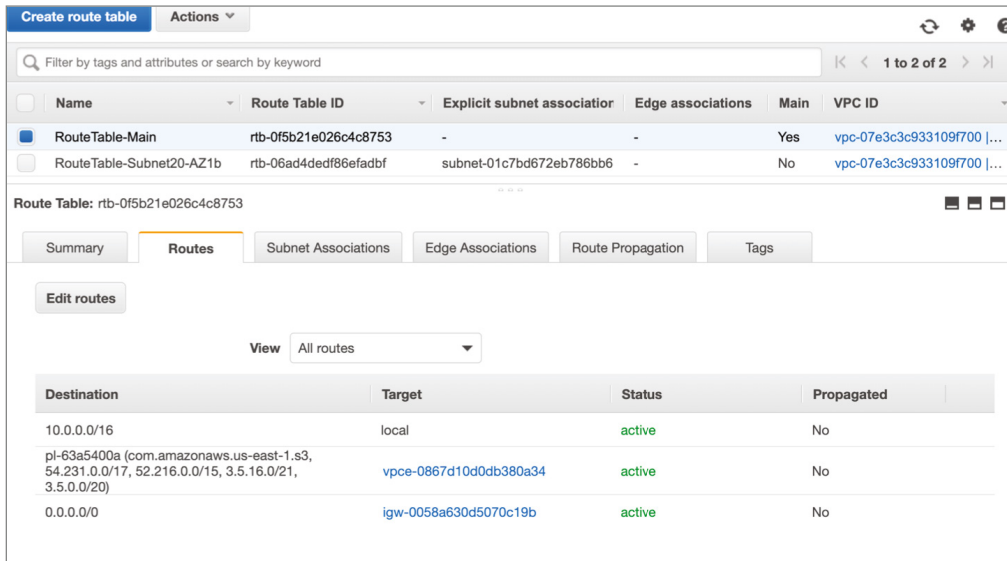 Create route table Actions
Filter by tags and attributes or search by keyword 1 to 2 of 2
Name Route Table ID Explicit subnet association Edge associations Main VPC ID
RouteTable-Main rtb-0f5b21e026c4c8753 - - Yes vpc-07e3c3c933109f700 |...
RouteTable-Subnet20-AZ1b rtb-06ad4dedf86efadbf subnet-01c7bd672eb786bb6 - No vpc-07e3c3c933109f700 |...
Route Table: rtb-0f5b21e026c4c8753
Summary Routes Subnet Associations Edge Associations Route Propagation Tags
Edit routes
View All routes
Destination Target Status Propagated
10.0.0.0/16 local active No
pl-63a5400a (com.amazonaws.us-east-1.s3,
54.231.0.0/17, 52.216.0.0/15, 3.5.16.0/21, vpce-0867d10d0db380a34 active No
3.5.0.0/20)
0.0.0.0/0 igw-0058a630d5070c19b active No